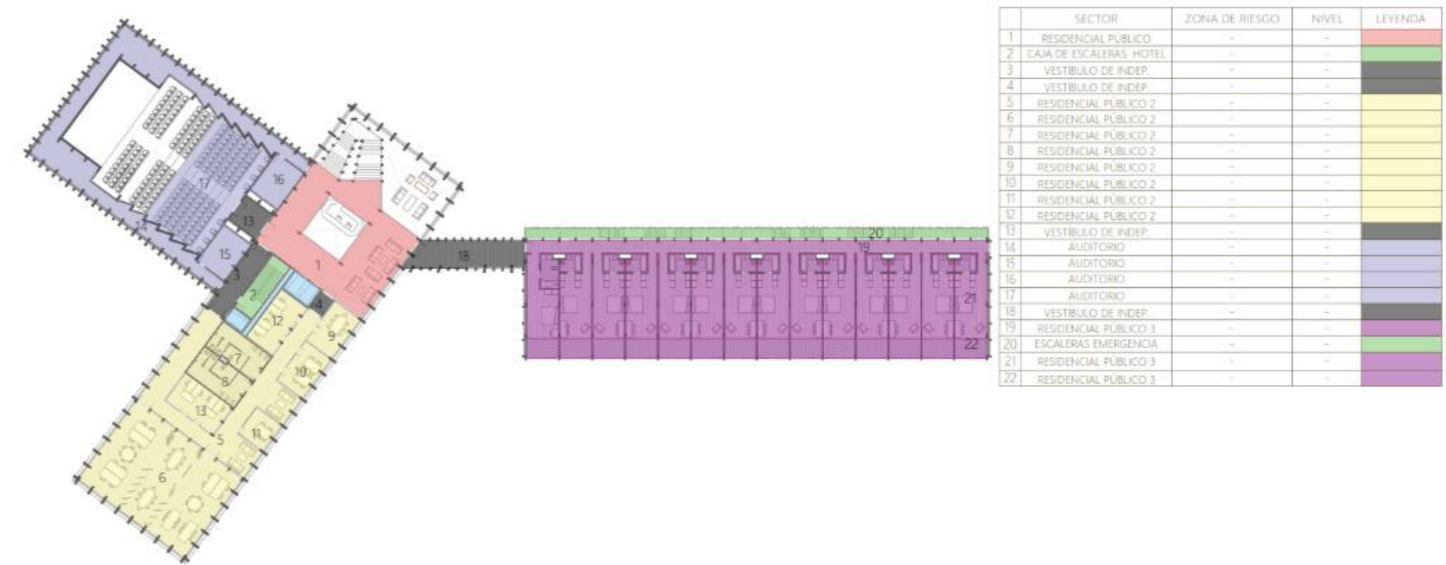 SECTOR ZONA DE RIESGO NIVEL LEYENDA
1 RESIDENCIAL PÚBLICO - -
2 CAJA DE ESCALERAS HOTEL - -
3 VESTÍBULO DE INDEP. - -
4 VESTÍBULO DE INDEP. - -
5 RESIDENCIAL PÚBLICO 2 - -
6 RESIDENCIAL PÚBLICO 2 - -
7 RESIDENCIAL PÚBLICO 2 - -
8 RESIDENCIAL PÚBLICO 2 - -
9 RESIDENCIAL PÚBLICO 2 - -
10 RESIDENCIAL PÚBLICO 2 - -
11 RESIDENCIAL PÚBLICO 2 - -
12 RESIDENCIAL PÚBLICO 2 - -
13 VESTÍBULO DE INDEP. - -
14 AUDITORIO - -
15 AUDITORIO - -
16 AUDITORIO - -
17 AUDITORIO - -
18 VESTÍBULO DE INDEP. - -
19 RESIDENCIAL PÚBLICO 3 - -
20 ESCALERAS EMERGENCIA - -
21 RESIDENCIAL PÚBLICO 3 - -
22 RESIDENCIAL PÚBLICO 3 - -
16
17
13
14
15
3
1
2
4
12
9
7
10
8
13
11
5
6
18
20
19
21
22